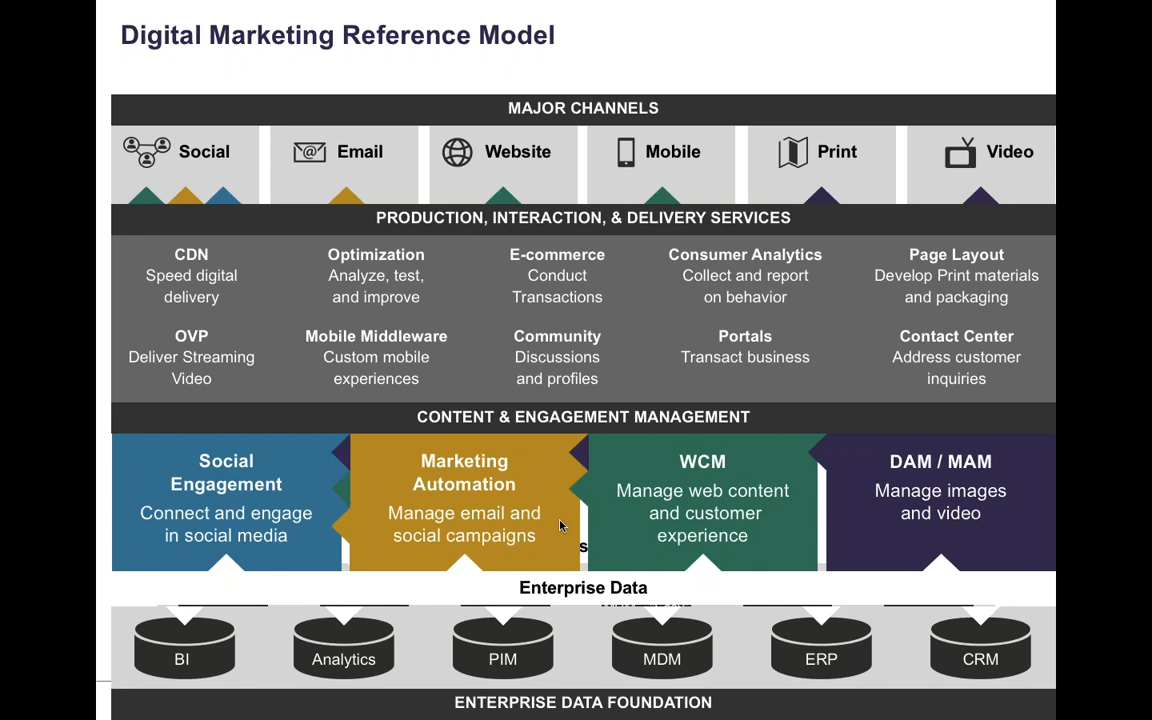 Digital Marketing Reference Model
MAJOR CHANNELS
Social
Email
Website
Mobile
Print
Video
PRODUCTION, INTERACTION, & DELIVERY SERVICES
CDN
Speed digital
delivery
Optimization
Analyze, test,
and improve
E-commerce
Conduct
Transactions
Consumer Analytics
Collect and report
on behavior
Page Layout
Develop Print materials
and packaging
OVP
Deliver Streaming
Video
Mobile Middleware
Custom mobile
experiences
Community
Discussions
and profiles
Portals
Transact business
Contact Center
Address customer
inquiries
CONTENT & ENGAGEMENT MANAGEMENT
Social
Engagement
Connect and engage
in social media
Marketing
Automation
Manage email and
social campaigns
WCM
Manage web content
and customer
experience
DAM / MAM
Manage images
and video
Enterprise Data
BI
Analytics
PIM
MDM
ERP
CRM
ENTERPRISE DATA FOUNDATION